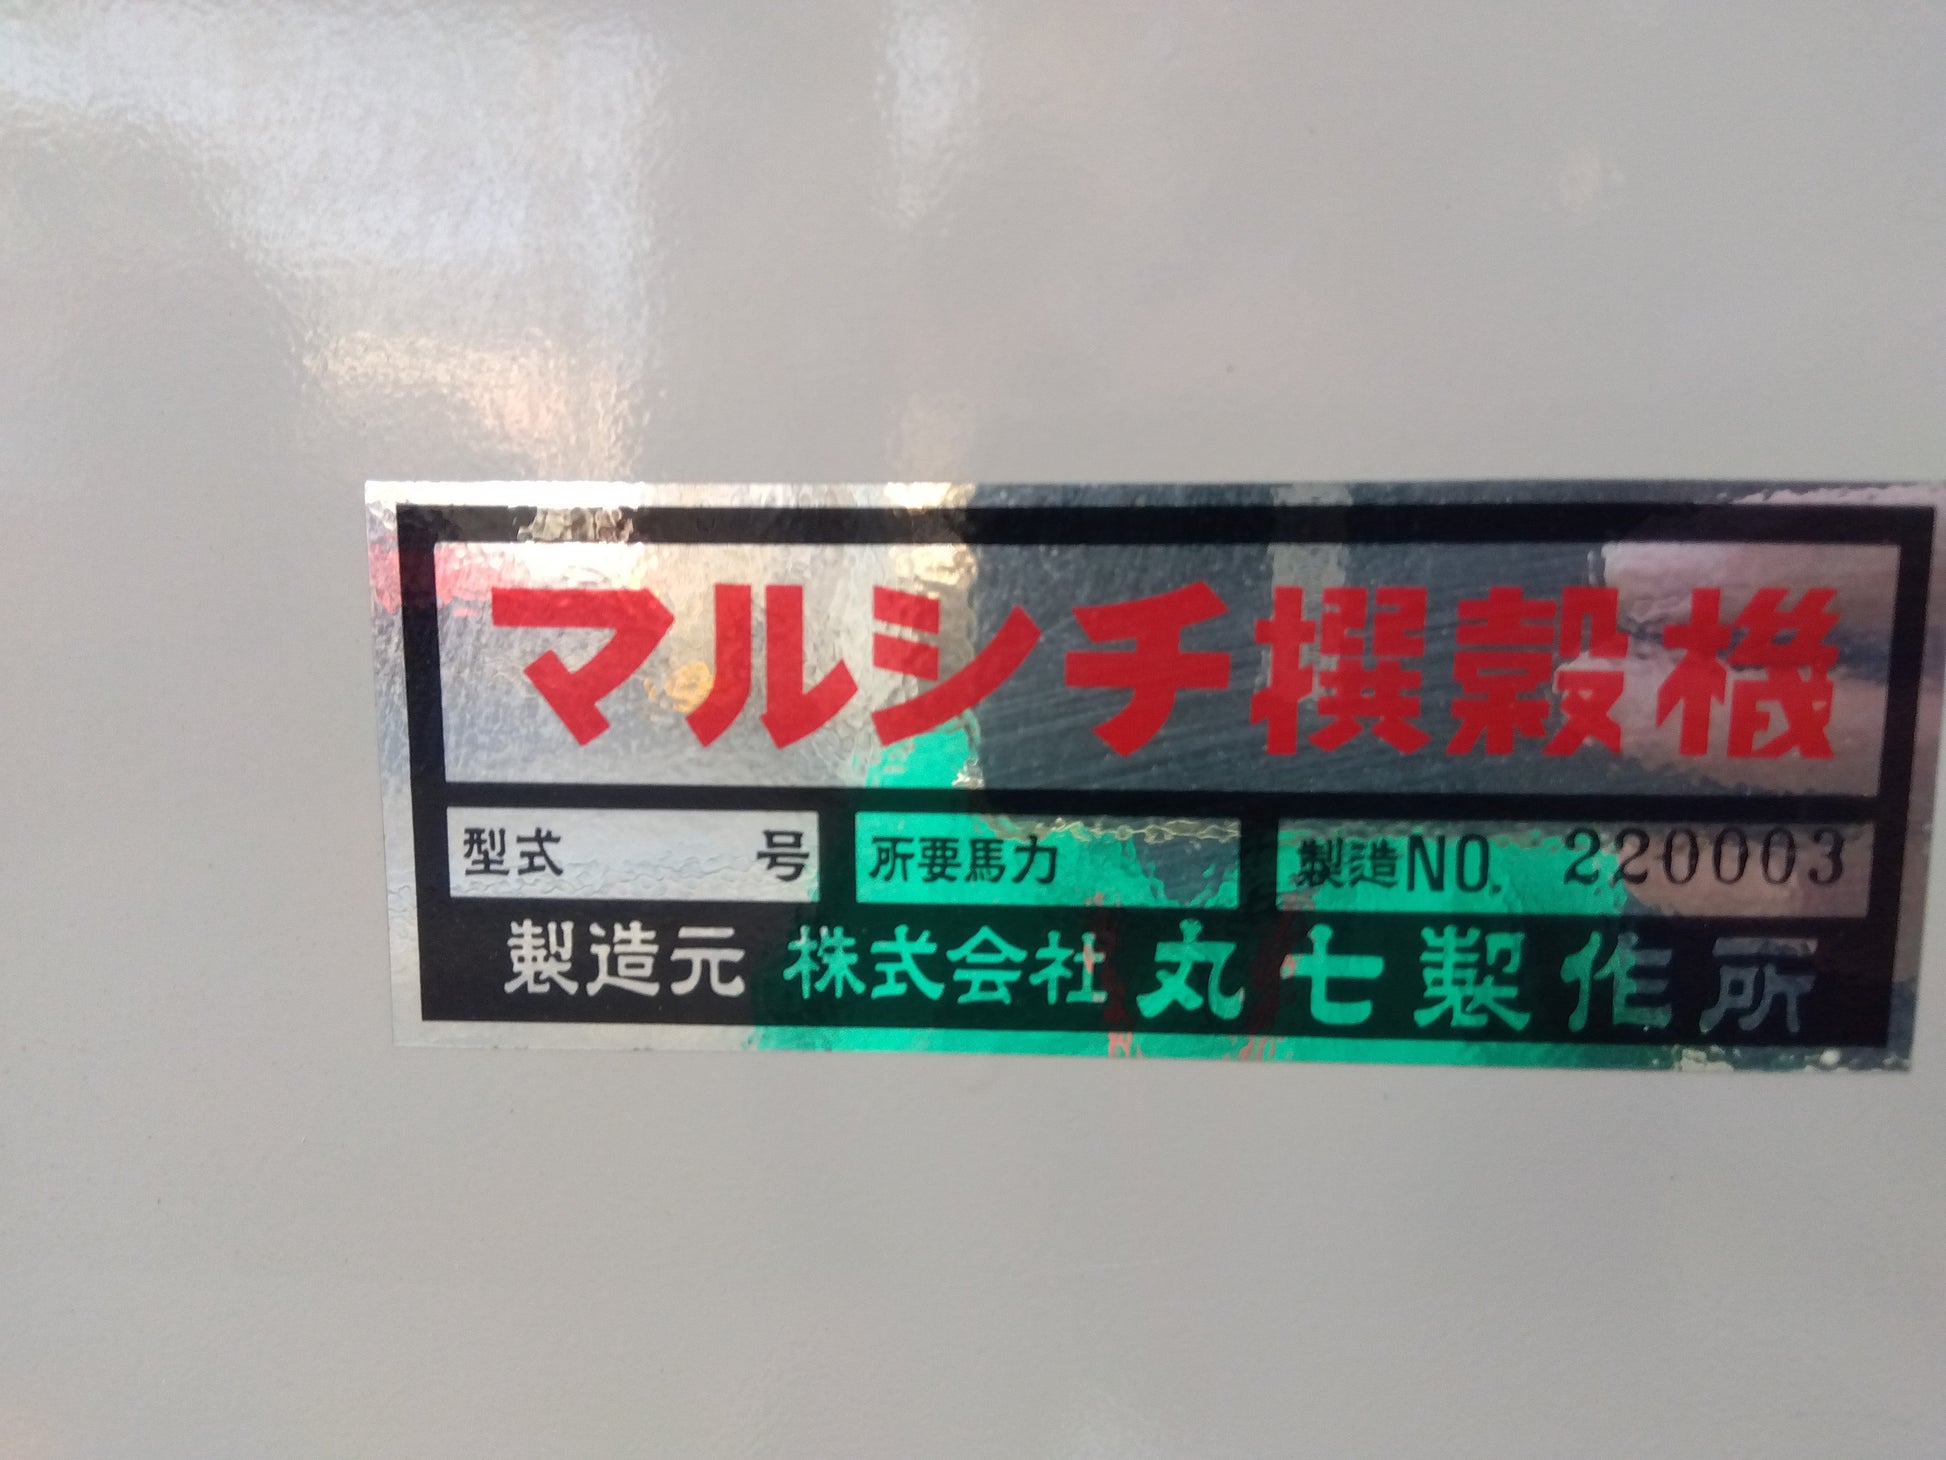 マルシチ撰穀機
型式 号 所要馬力 製造NO. 220003
製造元 株式会社 丸七製作所